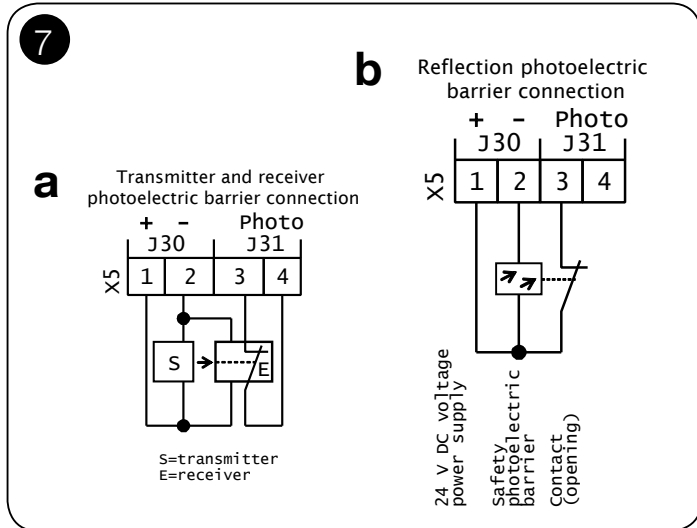 7
a
Transmitter and receiver
photoelectric barrier connection
+ - Photo
J30 J31
X5 1 2 3 4
S E
S=transmitter
E=receiver
b
Reflection photoelectric
barrier connection
+ - Photo
J30 J31
X5 1 2 3 4
24 V DC voltage
power supply
Safety
photoelectric
barrier
Contact
(opening)